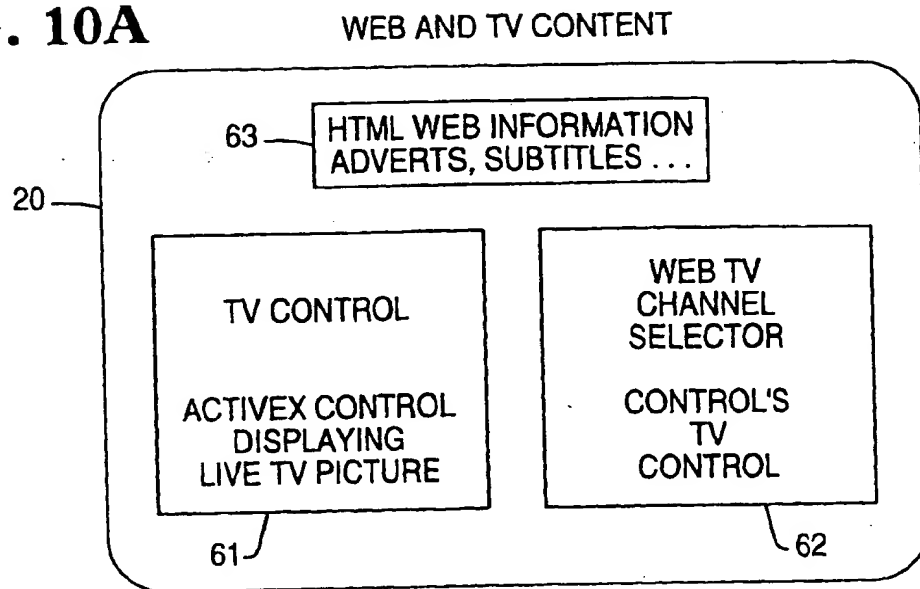 . 10A
WEB AND TV CONTENT
63
HTML WEB INFORMATION
ADVERTS, SUBTITLES . . .
20
TV CONTROL
ACTIVEX CONTROL
DISPLAYING
LIVE TV PICTURE
61
WEB TV
CHANNEL
SELECTOR
CONTROL'S
TV
CONTROL
62